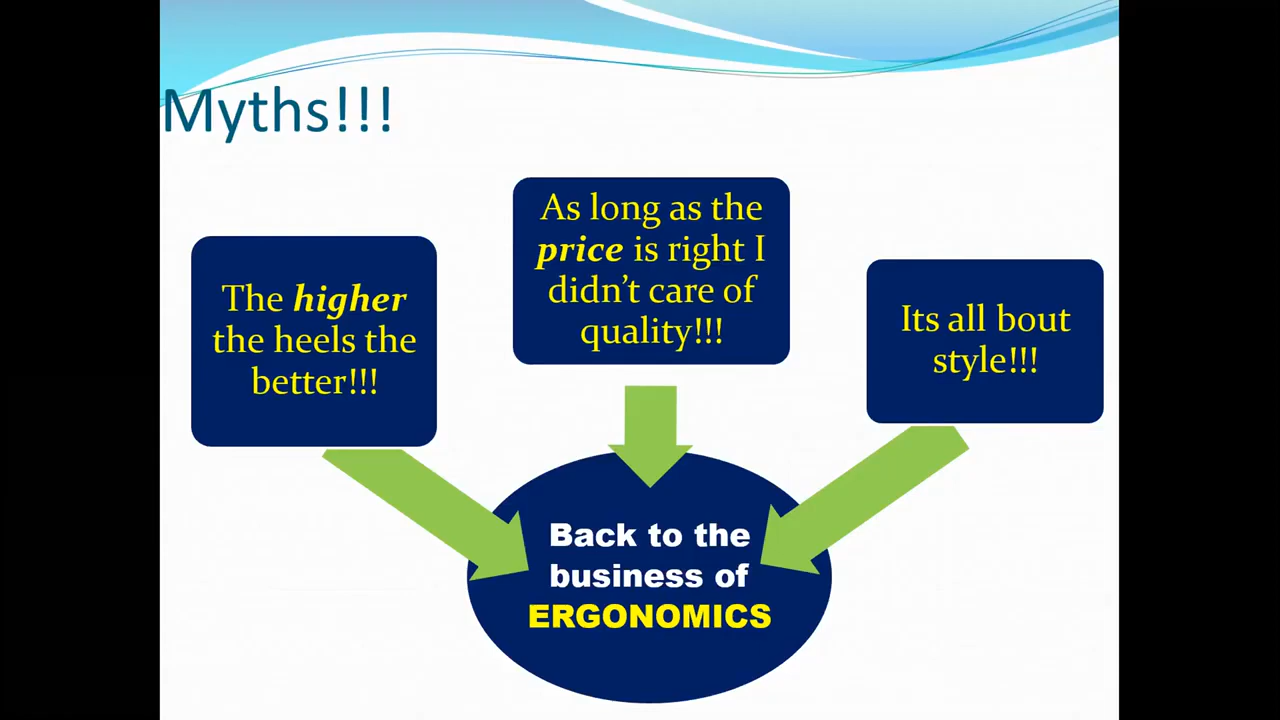 Myths!!!
The higher
the heels the
better!!!
As long as the
price is right I
didn't care of
quality!!!
Its all bout
style!!!
Back to the
business of
ERGONOMICS